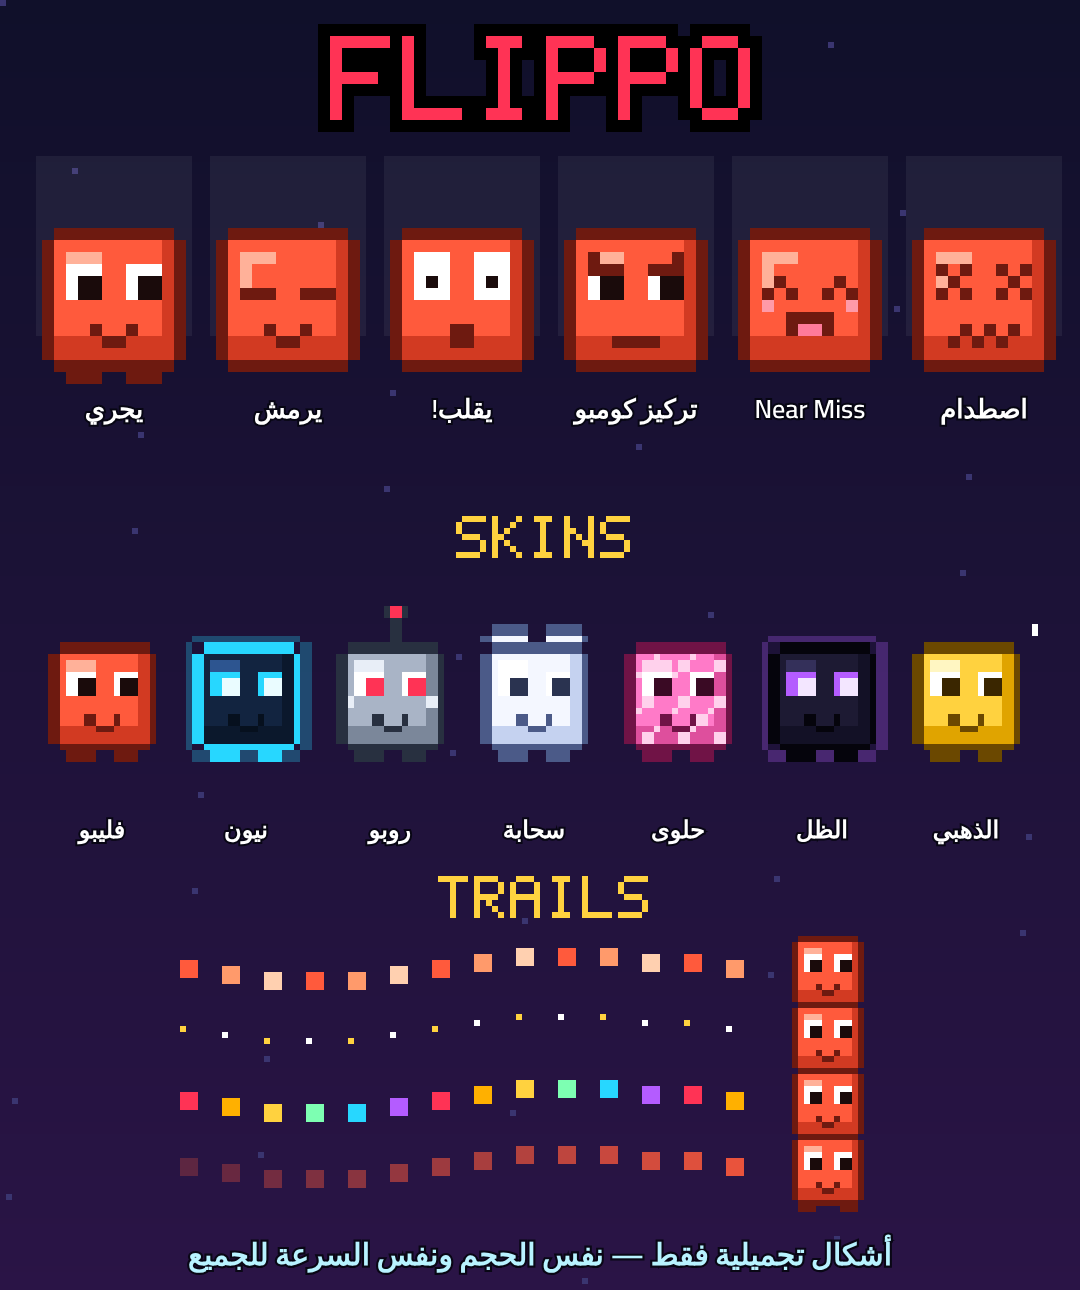 FLIPPO
يجري
يرمش
يقلب!
تركيز كومبو
Near Miss
اصطدام
SKINS
فليبو
نيون
روبو
سحابة
حلوى
الظل
الذهبي
TRAILS
أشكال تجميلية فقط — نفس الحجم ونفس السرعة للجميع